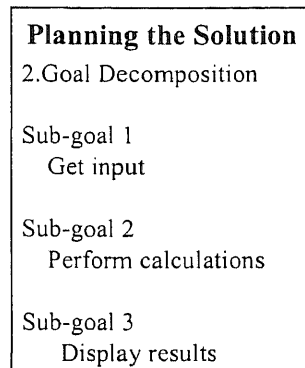 Planning the Solution
2.Goal Decomposition
Sub-goal 1
Get input
Sub-goal 2
Perform calculations
Sub-goal 3
Display results